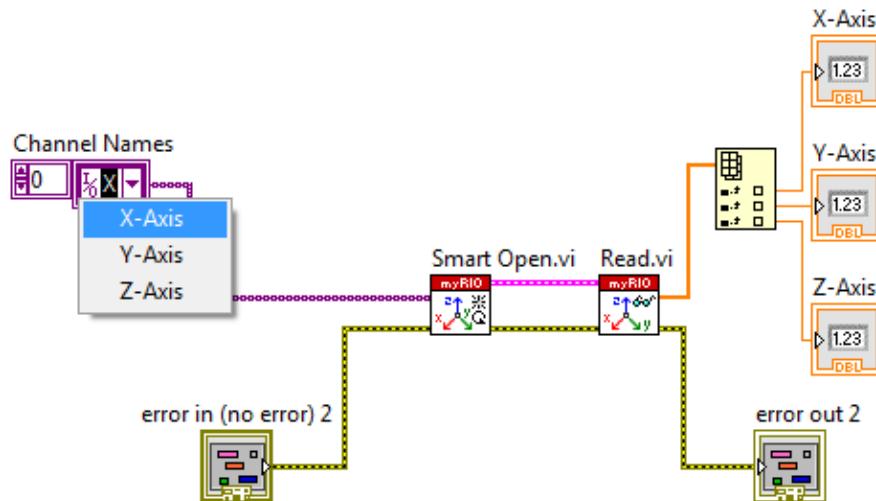 X-Axis
1.23
DBL
Channel Names
0
I/O X
X-Axis
Y-Axis
Z-Axis
Y-Axis
1.23
DBL
Smart Open.vi
Read.vi
myRIO
z x y
myRIO
z x y
Z-Axis
1.23
DBL
error in (no error) 2
error out 2